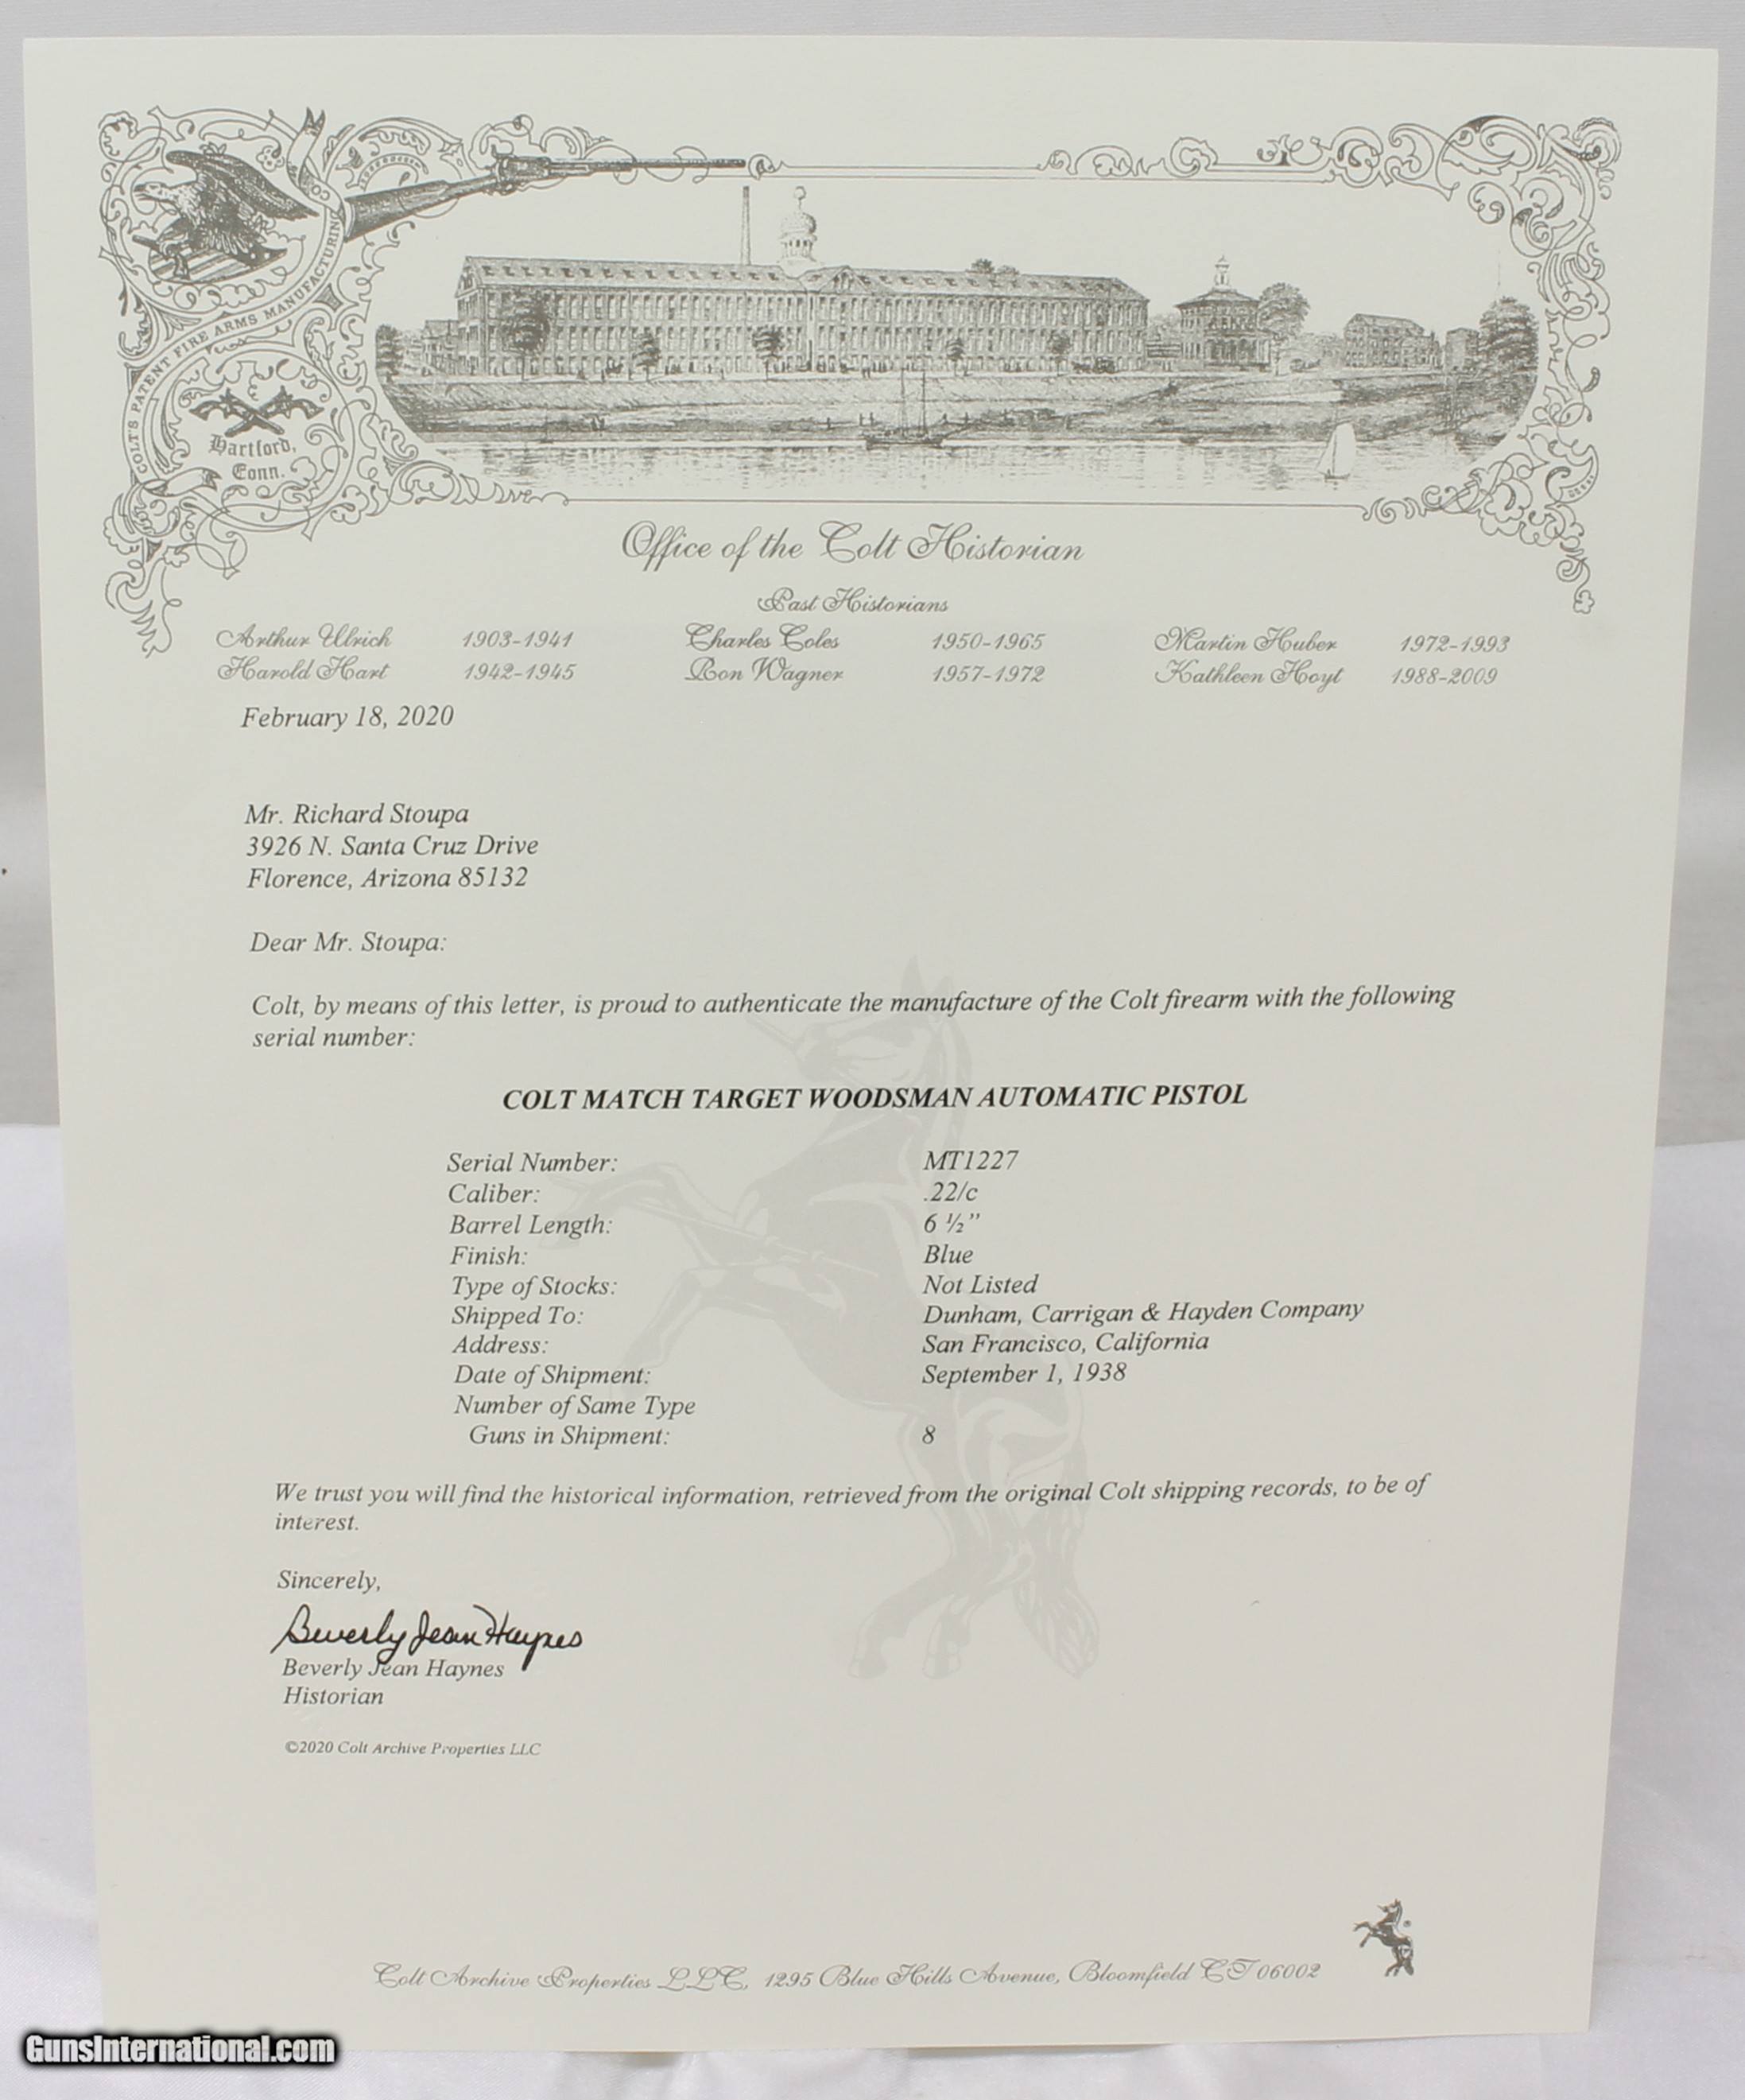 COLT'S PATENT FIRE ARMS MANUFACTURING
Hartford,
Conn.
Office of the Colt Historian
Past Historians
Arthur Ulrich 1903-1941 Charles Coles 1950-1965 Martin Huber 1972-1993
Harold Hart 1942-1945 Ron Wagner 1957-1972 Kathleen Hoyt 1988-2009
February 18, 2020
Mr. Richard Stoupa
3926 N. Santa Cruz Drive
Florence, Arizona 85132
Dear Mr. Stoupa:
Colt, by means of this letter, is proud to authenticate the manufacture of the Colt firearm with the following
serial number:
COLT MATCH TARGET WOODSMAN AUTOMATIC PISTOL
Serial Number: MT1227
Caliber: .22/c
Barrel Length: 6 ½"
Finish: Blue
Type of Stocks: Not Listed
Shipped To: Dunham, Carrigan & Hayden Company
Address: San Francisco, California
Date of Shipment: September 1, 1938
Number of Same Type
Guns in Shipment: 8
We trust you will find the historical information, retrieved from the original Colt shipping records, to be of
interest.
Sincerely,
Beverly Jean Haynes
Beverly Jean Haynes
Historian
©2020 Colt Archive Properties LLC
Colt Archive Properties LLC, 1295 Blue Hills Avenue, Bloomfield CT 06002
GunsInternational.com